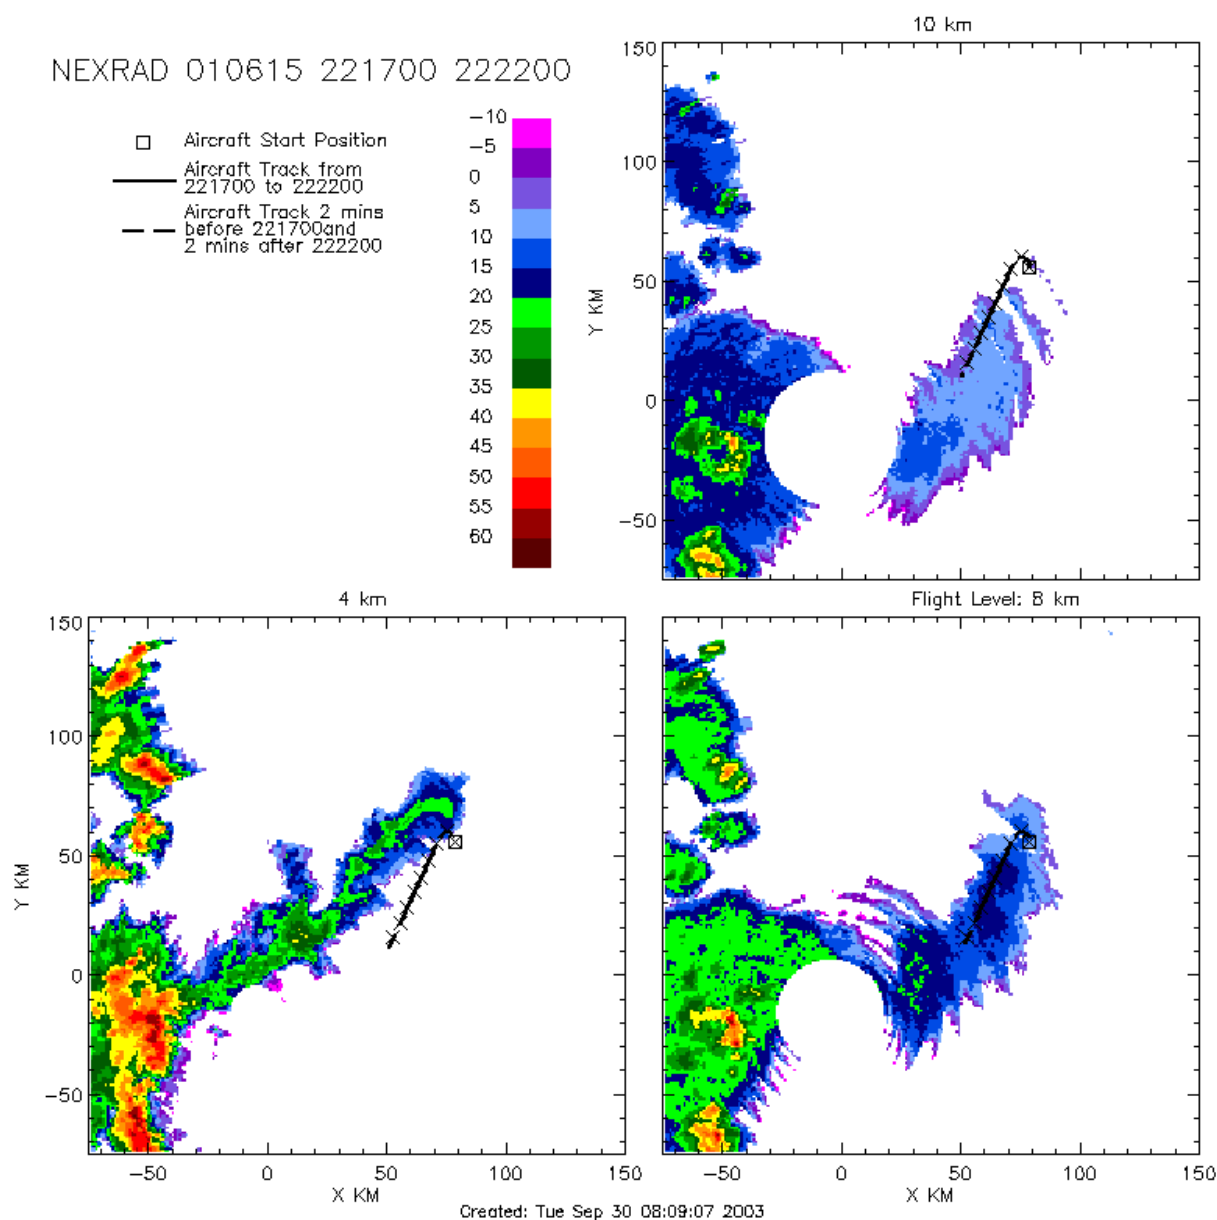 10 km
NEXRAD 010615 221700 222200
Aircraft Start Position
Aircraft Track from
221700 to 222200
Aircraft Track 2 mins
before 221700and
2 mins after 222200
-10
-5
0
5
10
15
20
25
30
35
40
45
50
55
60
150
100
50
0
-50
Y KM
4 km
150
100
50
0
-50
Y KM
-50 0 50 100 150
X KM
Flight Level: 8 km
-50 0 50 100 150
X KM
Created: Tue Sep 30 08:09:07 2003